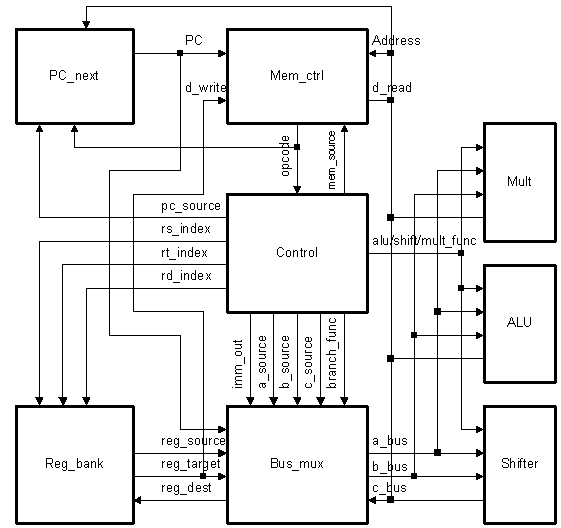 PC
Address
PC_next
Mem_ctrl
d_write
d_read
opcode
mem_source
Mult
pc_source
rs_index
alu/shift/mult_func
rt_index
Control
rd_index
ALU
imm_out
a_source
b_source
c_source
branch_func
reg_source
a_bus
Reg_bank
reg_target
Bus_mux
b_bus
Shifter
reg_dest
c_bus